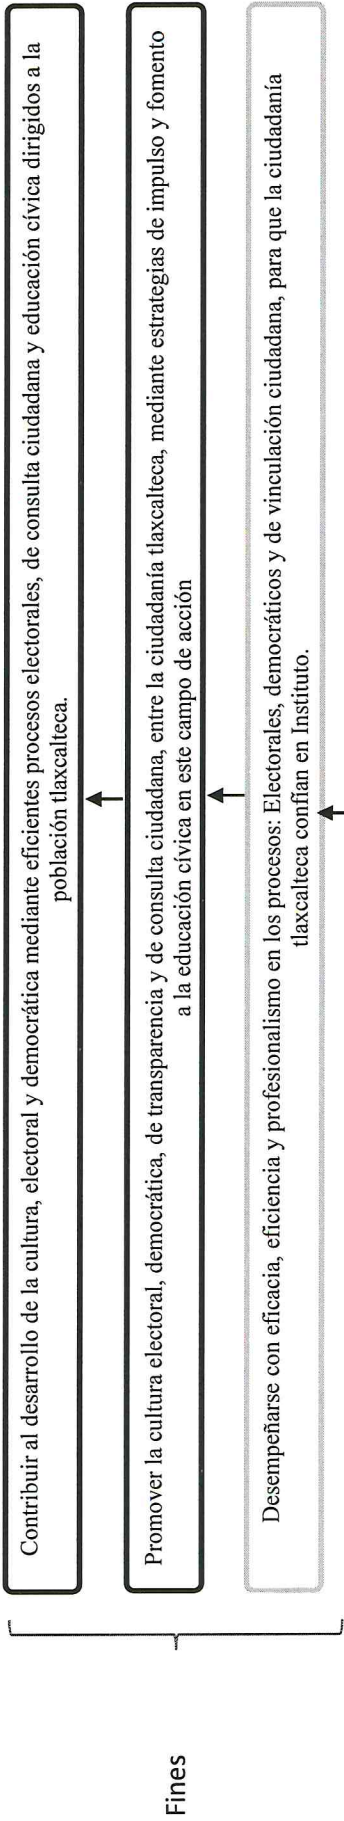 Fines
Contribuir al desarrollo de la cultura, electoral y democrática mediante eficientes procesos electorales, de consulta ciudadana y educación cívica dirigidos a la
población tlaxcalteca.
Promover la cultura electoral, democrática, de transparencia y de consulta ciudadana, entre la ciudadanía tlaxcalteca, mediante estrategias de impulso y fomento
a la educación cívica en este campo de acción
Desempeñarse con eficacia, eficiencia y profesionalismo en los procesos: Electorales, democráticos y de vinculación ciudadana, para que la ciudadanía
tlaxcalteca confían en Instituto.